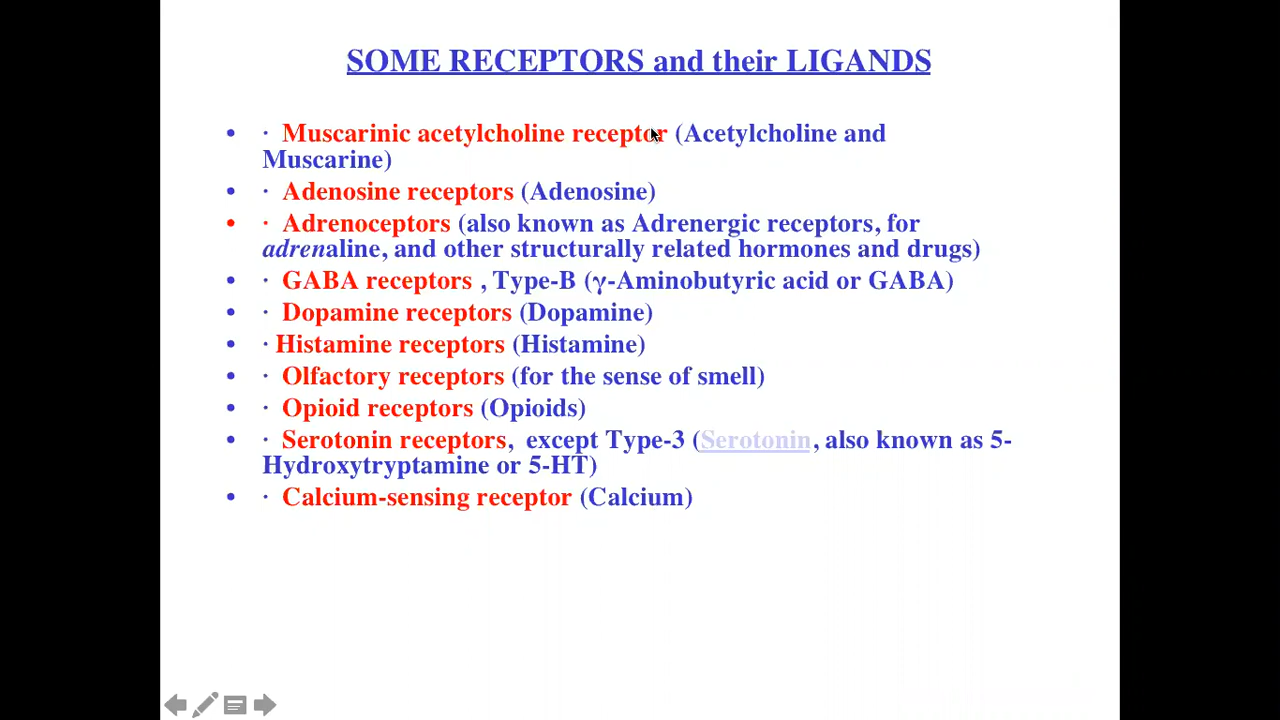 SOME RECEPTORS and their LIGANDS
• · Muscarinic acetylcholine receptor (Acetylcholine and
Muscarine)
• · Adenosine receptors (Adenosine)
• · Adrenoceptors (also known as Adrenergic receptors, for
adrenaline, and other structurally related hormones and drugs)
• · GABA receptors , Type-B (γ-Aminobutyric acid or GABA)
• · Dopamine receptors (Dopamine)
• · Histamine receptors (Histamine)
• · Olfactory receptors (for the sense of smell)
• · Opioid receptors (Opioids)
• · Serotonin receptors, except Type-3 (Serotonin, also known as 5-
Hydroxytryptamine or 5-HT)
• · Calcium-sensing receptor (Calcium)